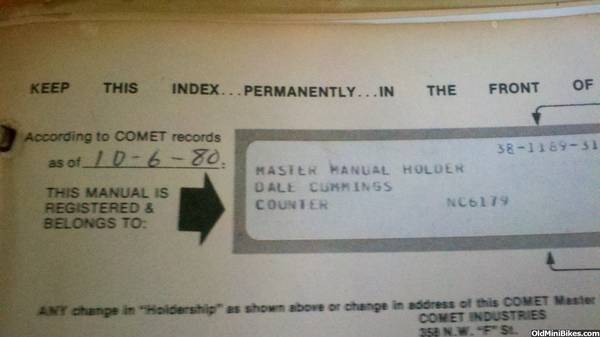 KEEP THIS INDEX...PERMANENTLY...IN THE FRONT OF
According to COMET records
as of 10-6-80:
THIS MANUAL IS
REGISTERED &
BELONGS TO:
38-1189-31
MASTER MANUAL HOLDER
DALE CUMMINGS
COUNTER NC6179
ANY change in "Holdership" as shown above or change in address of this COMET Master
COMET INDUSTRIES
358 N.W. "F" St.
OldMiniBikes.com